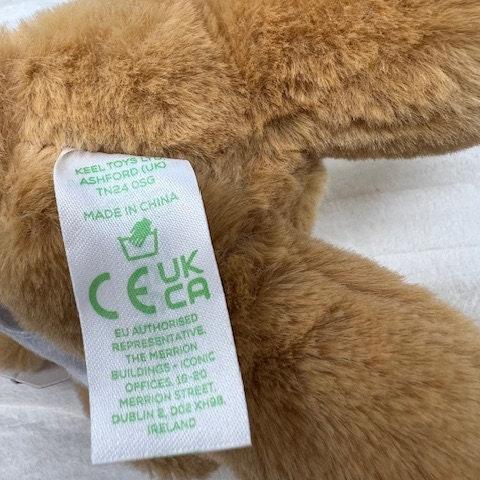 KEEL TOYS LTD
ASHFORD (UK)
TN24 0SG
MADE IN CHINA
CE UK
CA
EU AUTHORISED
REPRESENTATIVE,
THE MERRION
BUILDINGS - ICONIC
OFFICES, 18-20
MERRION STREET,
DUBLIN 2, D02 XH98,
IRELAND